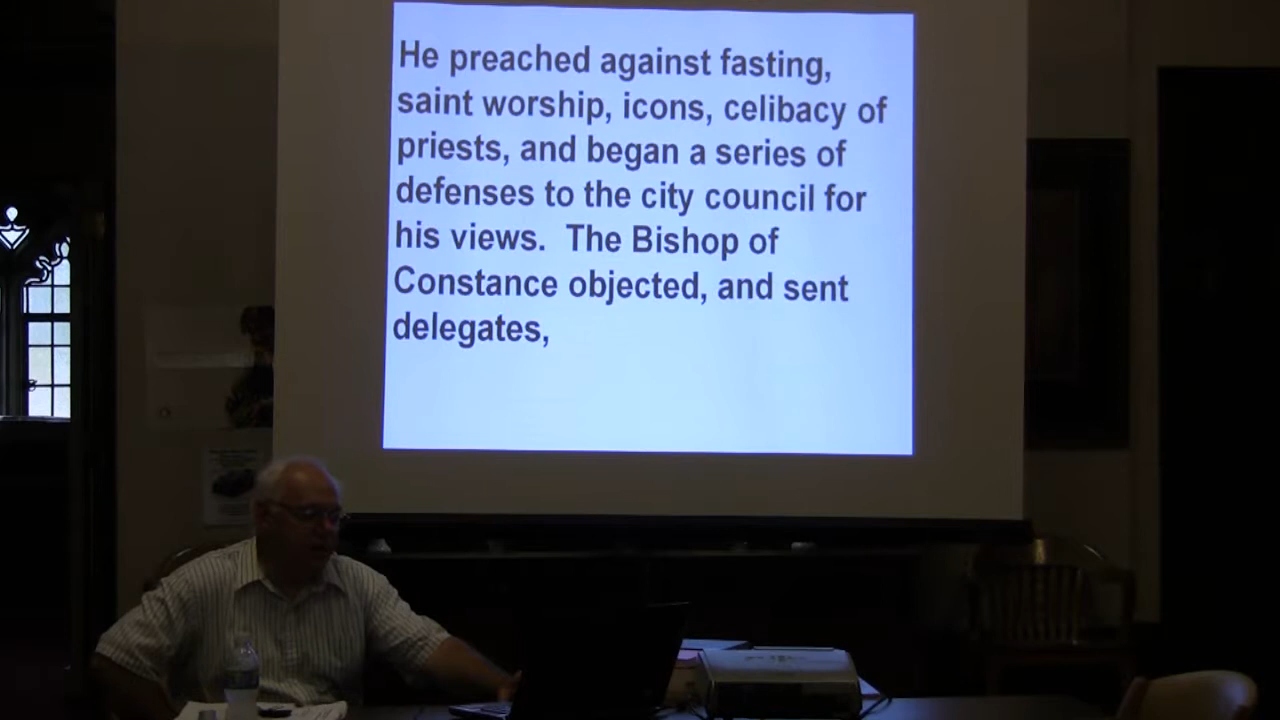 He preached against fasting,
saint worship, icons, celibacy of
priests, and began a series of
defenses to the city council for
his views.  The Bishop of
Constance objected, and sent
delegates,